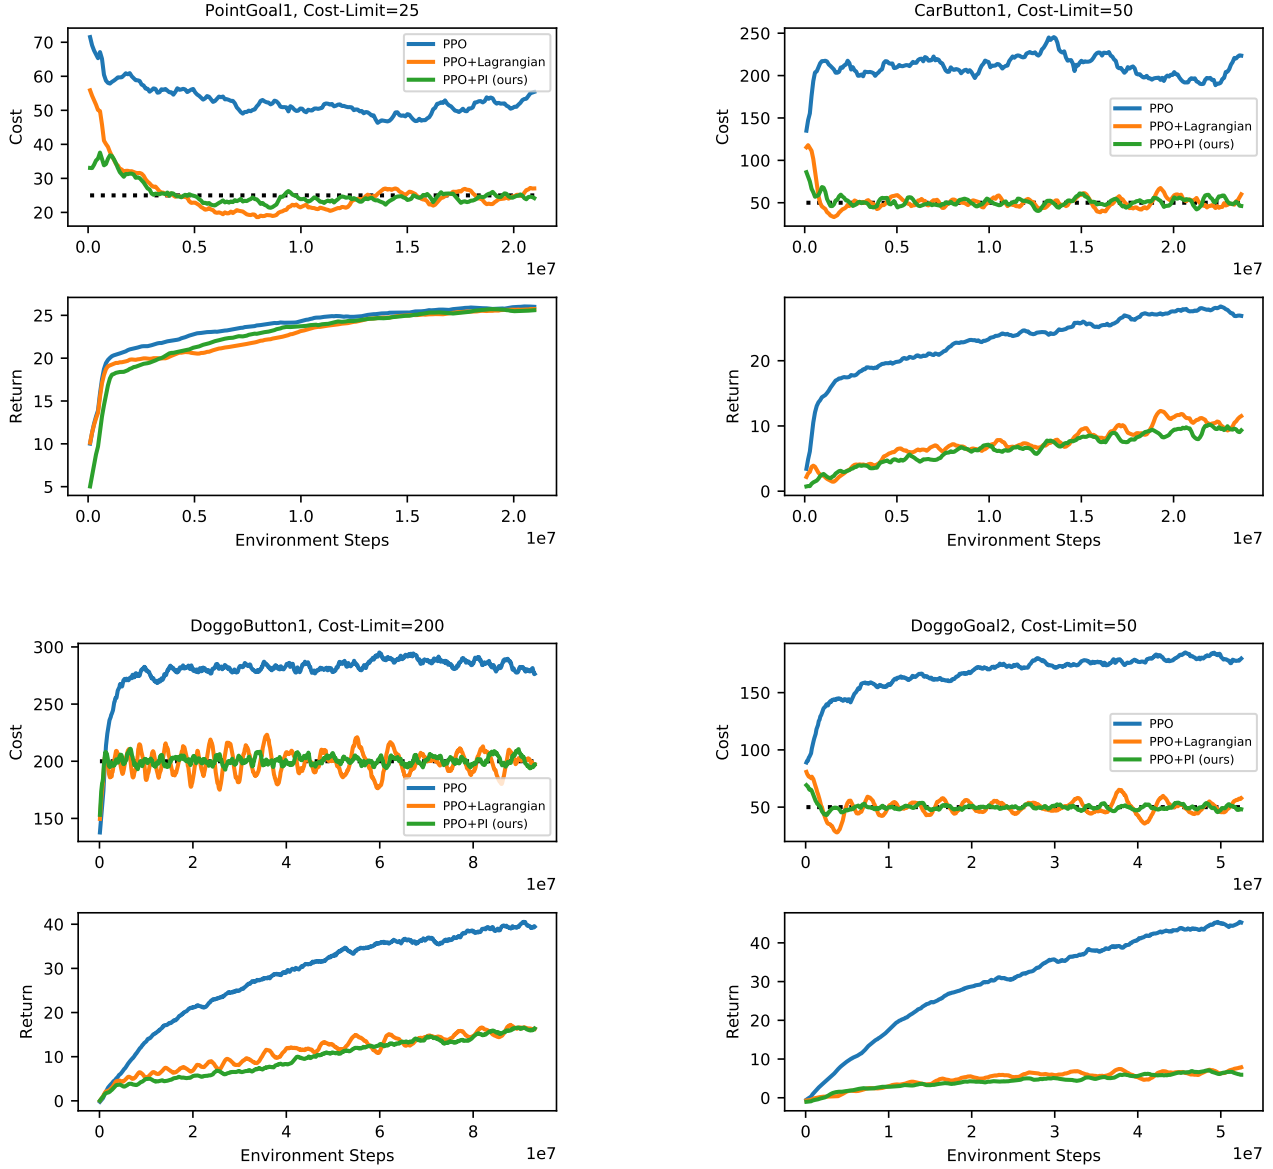 PointGoal1, Cost-Limit=25
70
60
50
40
30
20
Cost
PPO
PPO+Lagrangian
PPO+PI (ours)
0.0 0.5 1.0 1.5 2.0
1e7
25
20
15
10
5
Return
0.0 0.5 1.0 1.5 2.0
1e7
Environment Steps
CarButton1, Cost-Limit=50
250
200
150
100
50
Cost
PPO
PPO+Lagrangian
PPO+PI (ours)
0.0 0.5 1.0 1.5 2.0
1e7
20
10
0
Return
0.0 0.5 1.0 1.5 2.0
1e7
Environment Steps
DoggoButton1, Cost-Limit=200
300
250
200
150
Cost
PPO
PPO+Lagrangian
PPO+PI (ours)
0 2 4 6 8
1e7
40
30
20
10
0
Return
0 2 4 6 8
1e7
Environment Steps
DoggoGoal2, Cost-Limit=50
150
100
50
Cost
PPO
PPO+Lagrangian
PPO+PI (ours)
0 1 2 3 4 5
1e7
40
30
20
10
0
Return
0 1 2 3 4 5
1e7
Environment Steps